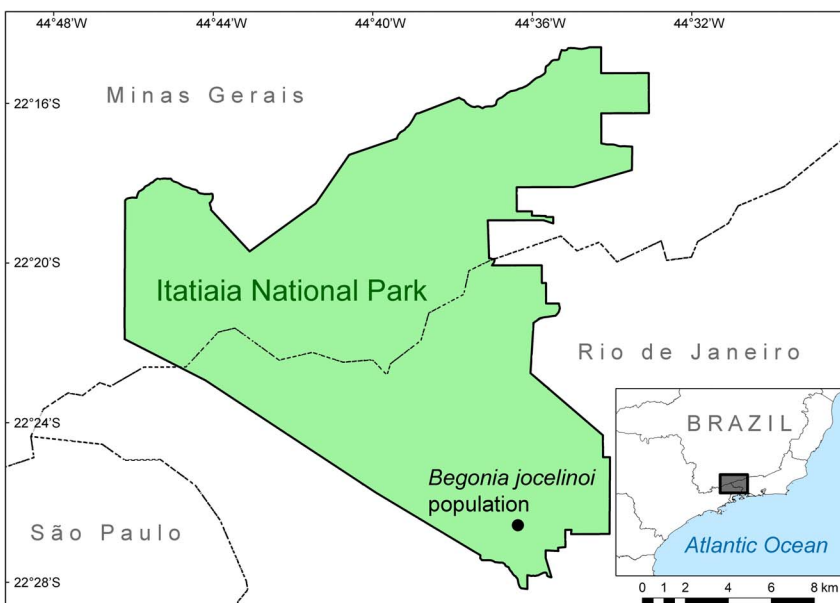 44°48'W 44°44'W 44°40'W 44°36'W 44°32'W
22°16'S
Minas Gerais
22°20'S
Itatiaia National Park
Rio de Janeiro
22°24'S
BRAZIL
Begonia jocelinoi
population
São Paulo
Atlantic Ocean
22°28'S
0 1 2 4 6 8 km